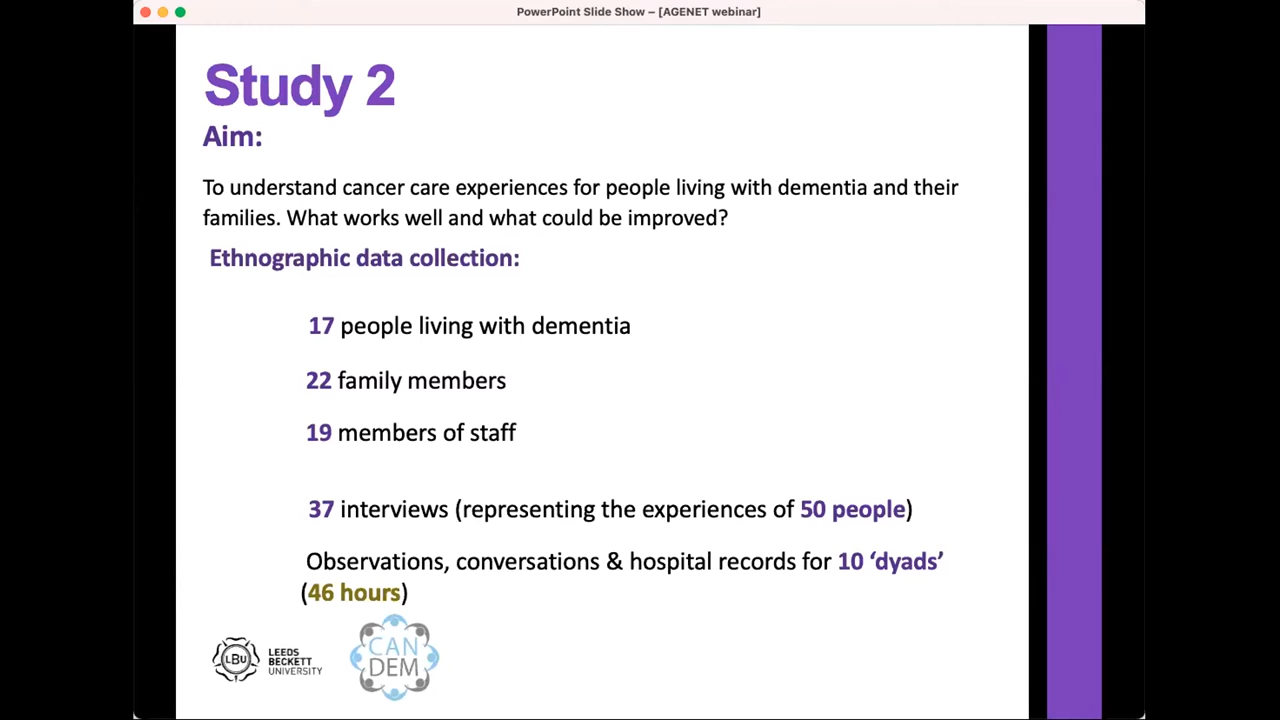 PowerPoint Slide Show – [AGENET webinar]
Study 2
Aim:
To understand cancer care experiences for people living with dementia and their
families. What works well and what could be improved?
Ethnographic data collection:
17 people living with dementia
22 family members
19 members of staff
37 interviews (representing the experiences of 50 people)
Observations, conversations & hospital records for 10 ‘dyads’
(46 hours)
LBU
LEEDS
BECKETT
UNIVERSITY
CAN
DEM